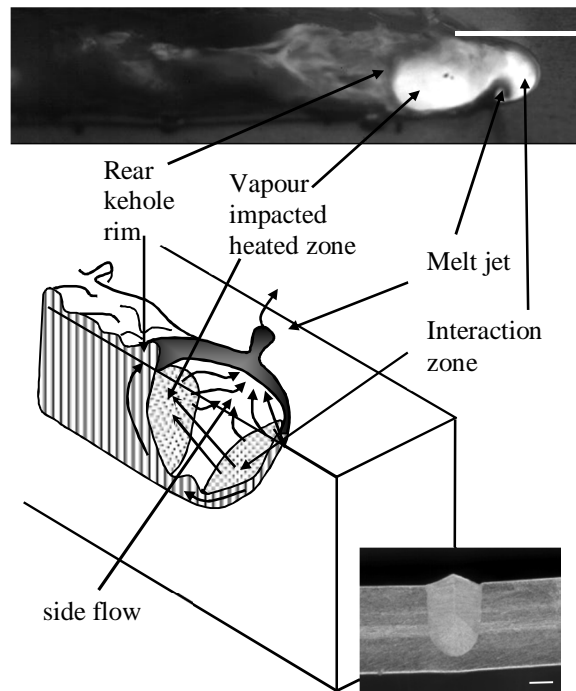 Rear
kehole
rim
Vapour
impacted
heated zone
Melt jet
Interaction
zone
side flow